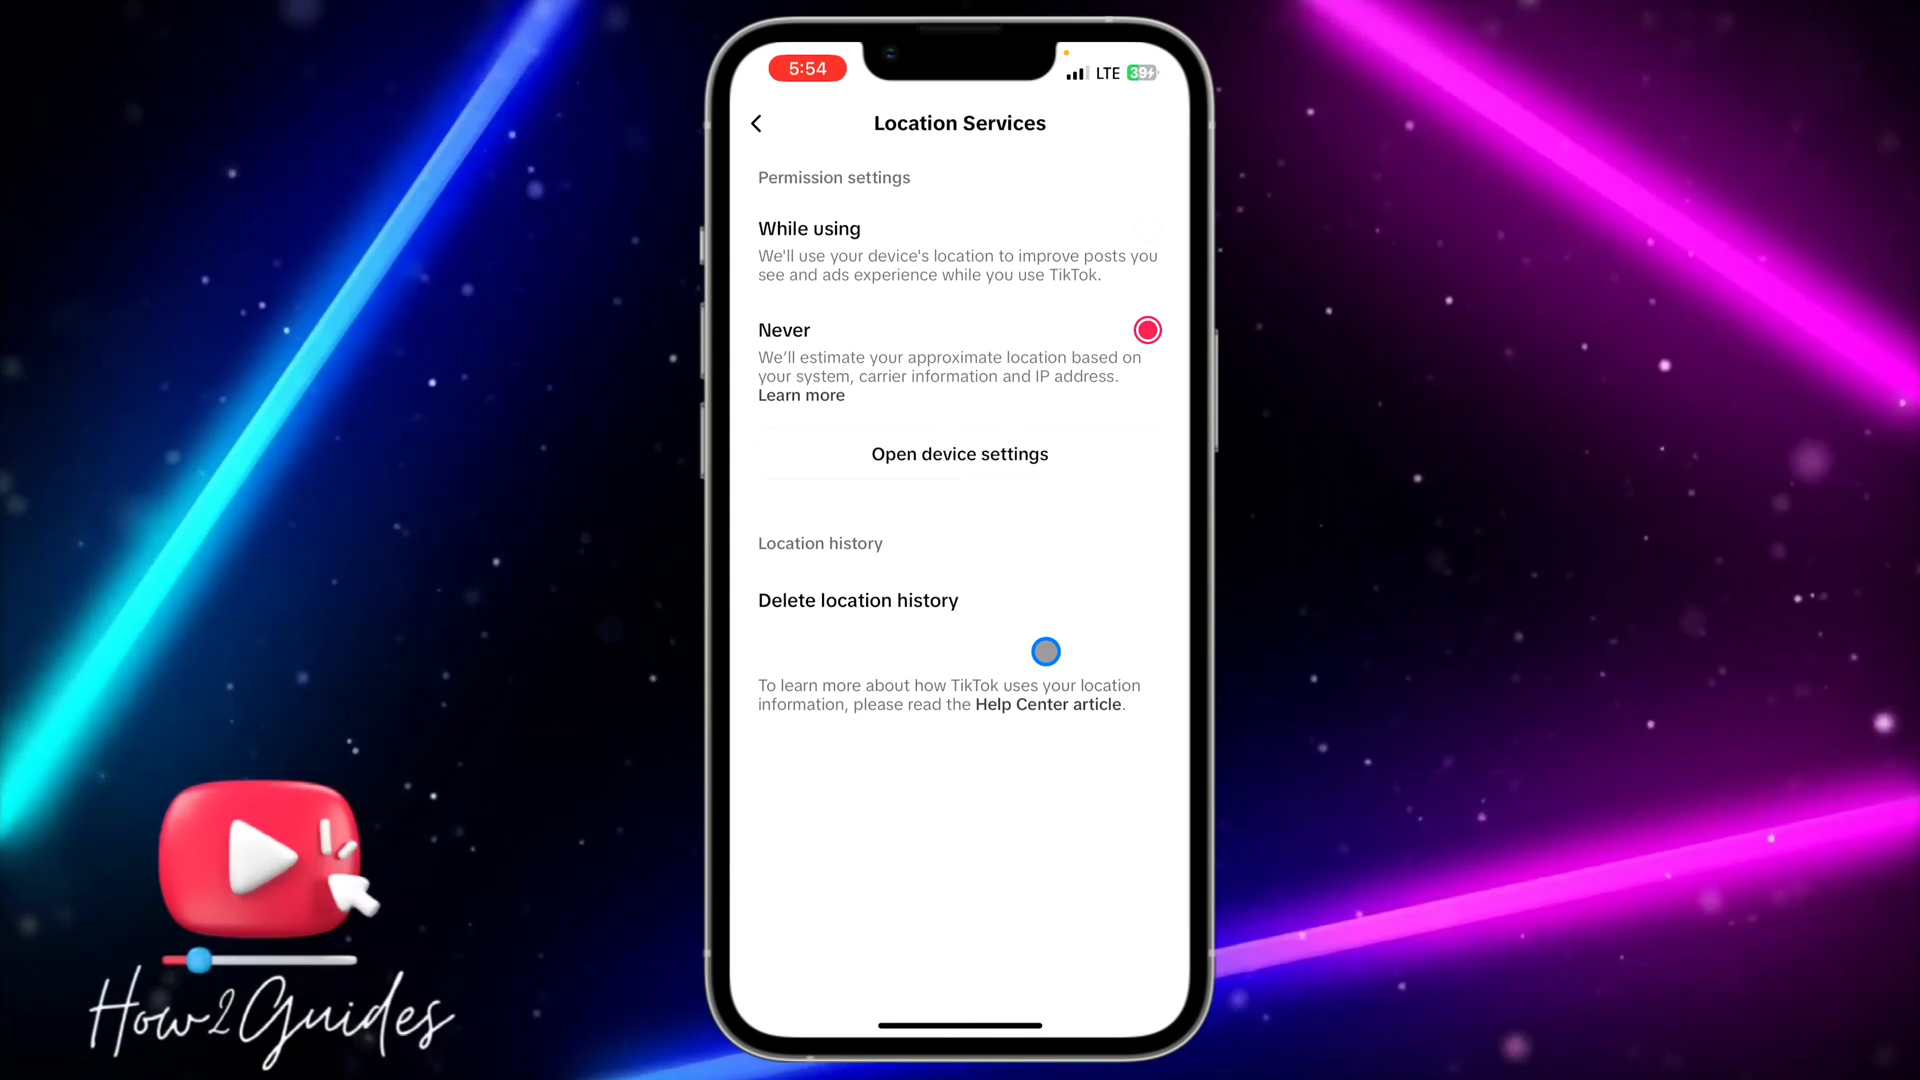 5:54
LTE
39
Location Services
Permission settings
While using
We'll use your device's location to improve posts you
see and ads experience while you use TikTok.
Never
We'll estimate your approximate location based on
your system, carrier information and IP address.
Learn more
Open device settings
Location history
Delete location history
To learn more about how TikTok uses your location
information, please read the Help Center article.
How2Guides